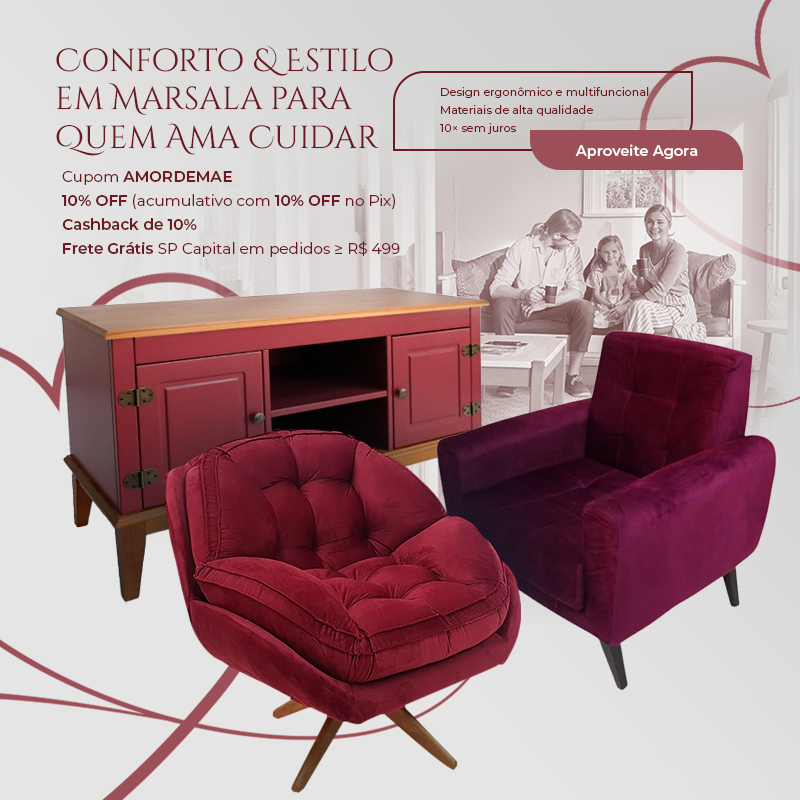 Conforto & Estilo
em Marsala para
Quem Ama Cuidar
Design ergonômico e multifuncional
Materiais de alta qualidade
10× sem juros
Aproveite Agora
Cupom AMORDEMAE
10% OFF (acumulativo com 10% OFF no Pix)
Cashback de 10%
Frete Grátis SP Capital em pedidos ≥ R$ 499